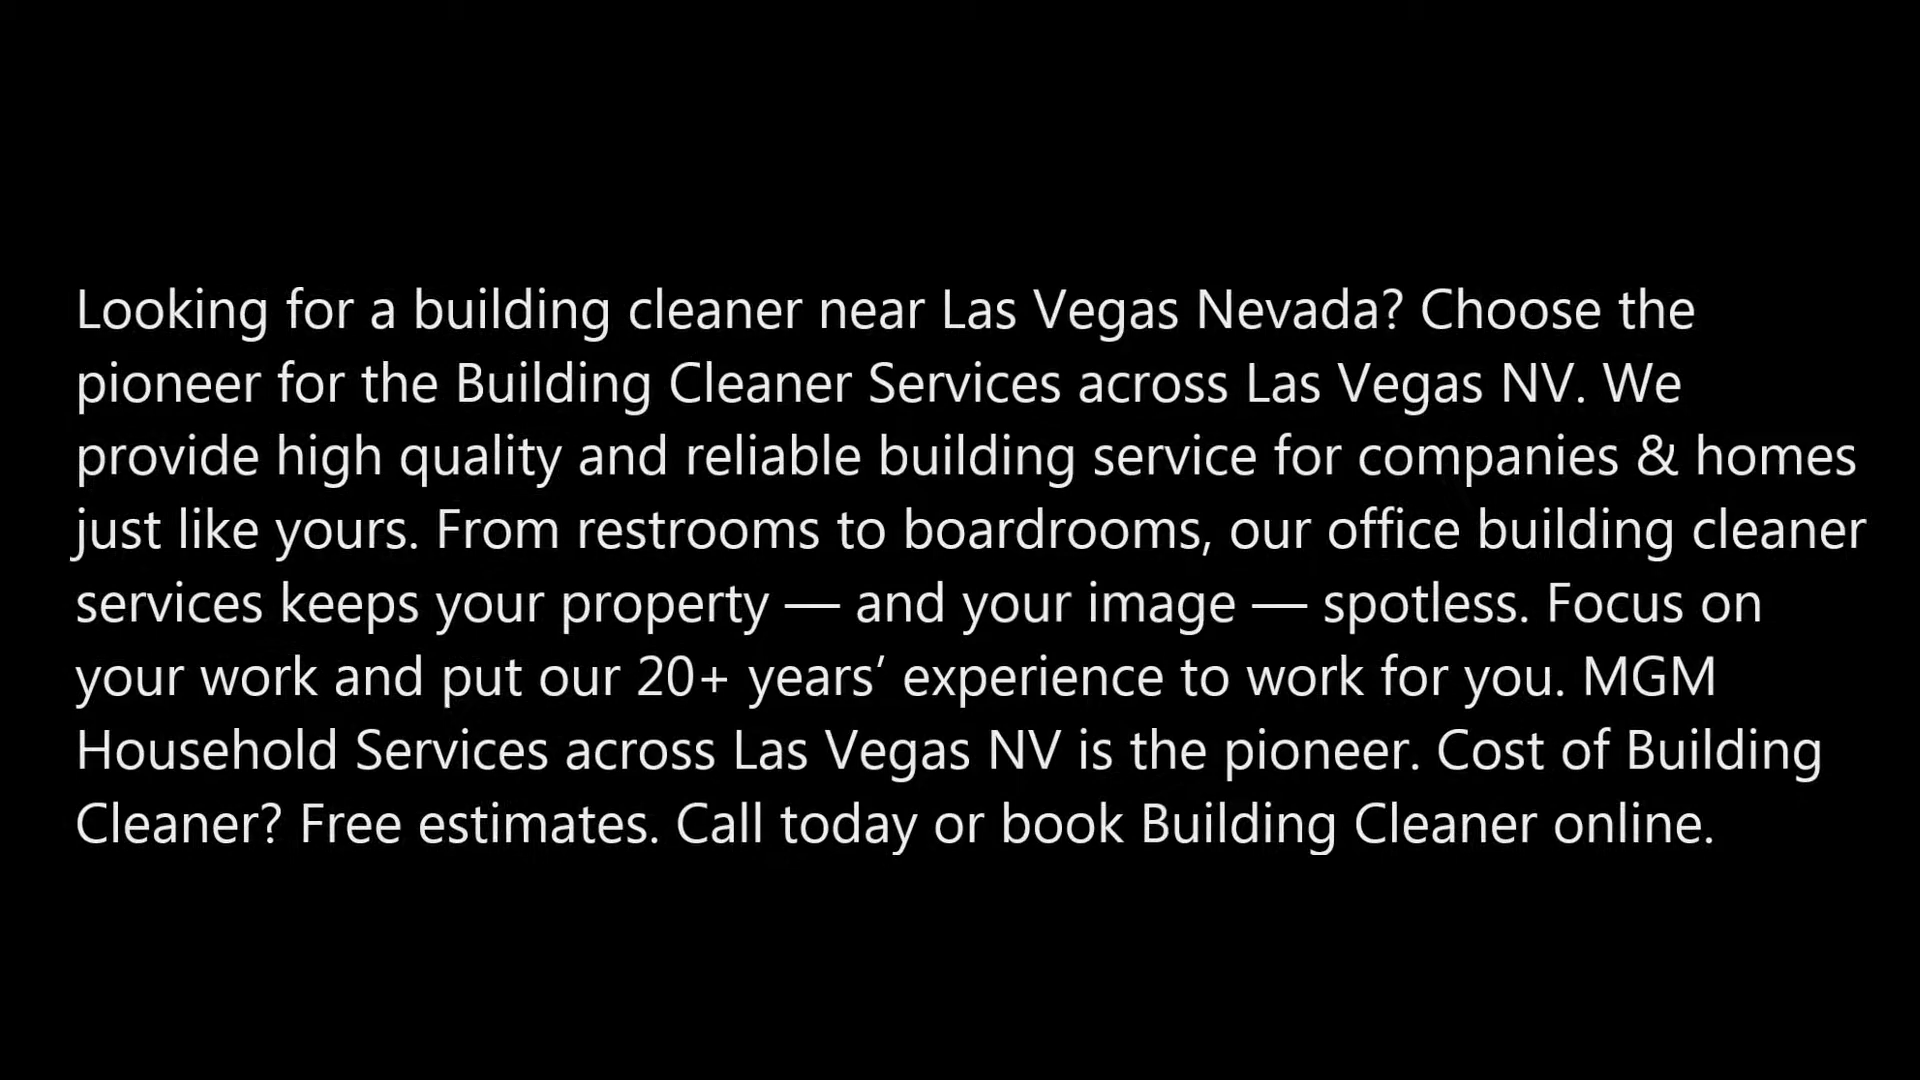 Looking for a building cleaner near Las Vegas Nevada? Choose the
pioneer for the Building Cleaner Services across Las Vegas NV. We
provide high quality and reliable building service for companies & homes
just like yours. From restrooms to boardrooms, our office building cleaner
services keeps your property — and your image — spotless. Focus on
your work and put our 20+ years’ experience to work for you. MGM
Household Services across Las Vegas NV is the pioneer. Cost of Building
Cleaner? Free estimates. Call today or book Building Cleaner online.